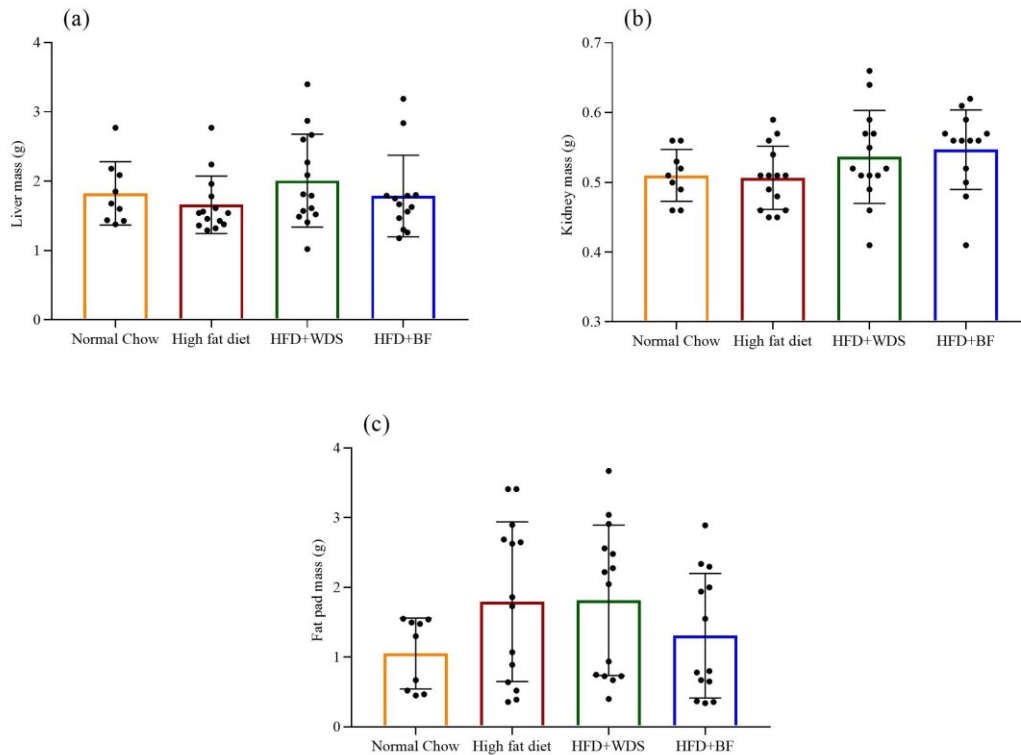 (a)
Liver mass (g)
4
3
2
1
0
Normal Chow High fat diet HFD+WDS HFD+BF
(b)
Kidney mass (g)
0.7
0.6
0.5
0.4
0.3
Normal Chow High fat diet HFD+WDS HFD+BF
(c)
Fat pad mass (g)
4
3
2
1
0
Normal Chow High fat diet HFD+WDS HFD+BF